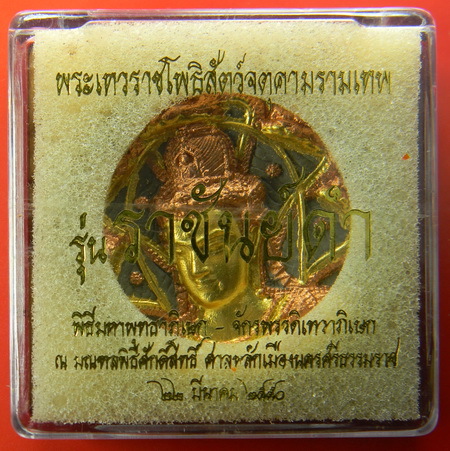 พระเทวราชโพธิสัตว์จตุคามรามเทพ
รุ่น ราชันย์ดำ
พิธีมหาพุทธาภิเษก - จักรพรรดิเทวาภิเษก
ณ มณฑลพิธีศักดิ์สิทธิ์ ศาลหลักเมืองนครศรีธรรมราช
๒๒ มีนาคม ๒๕๕๐